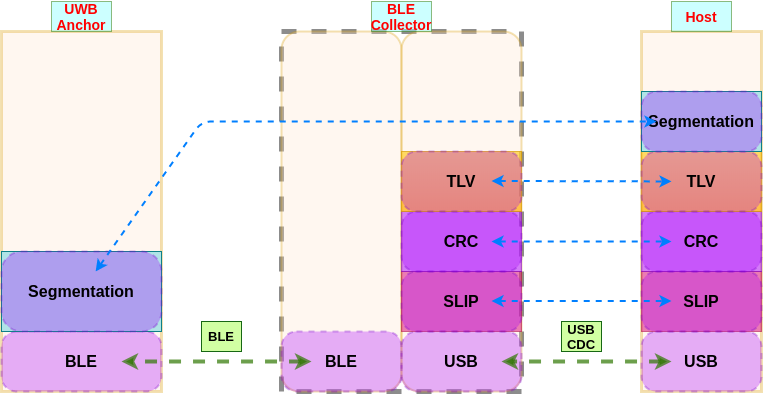 UWB
Anchor
BLE
Collector
Host
Segmentation
TLV
TLV
CRC
CRC
Segmentation
SLIP
SLIP
BLE
USB
CDC
BLE
BLE
USB
USB